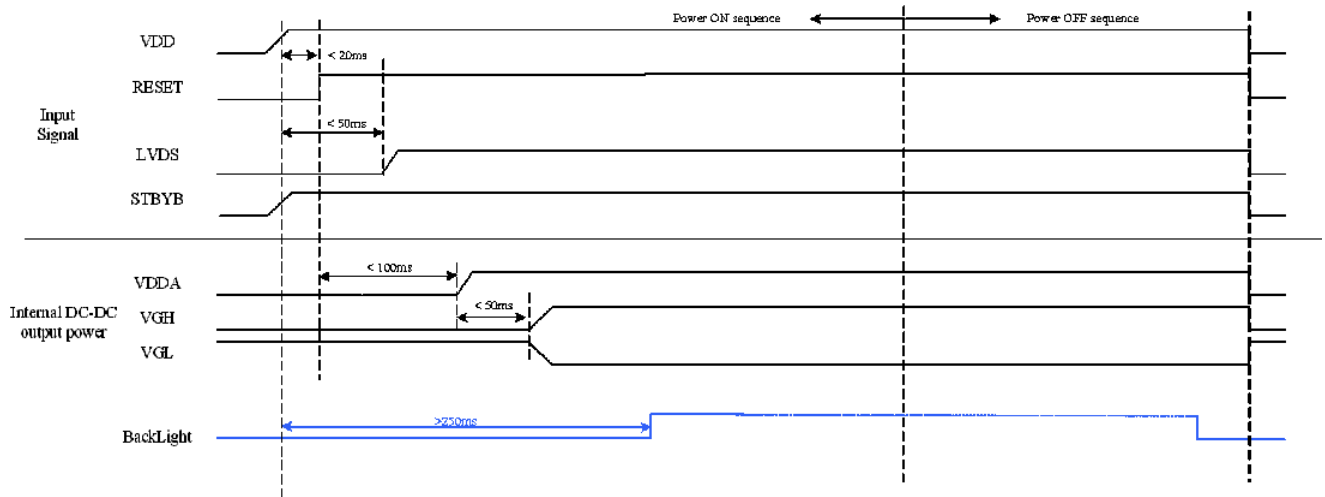 Power ON sequence
Power OFF sequence
VDD
< 20ms
RESET
Input
Signal
< 50ms
LVDS
STBYB
VDDA
< 100ms
Internal DC-DC
output power
VGH
< 50ms
VGL
BackLight
>250ms